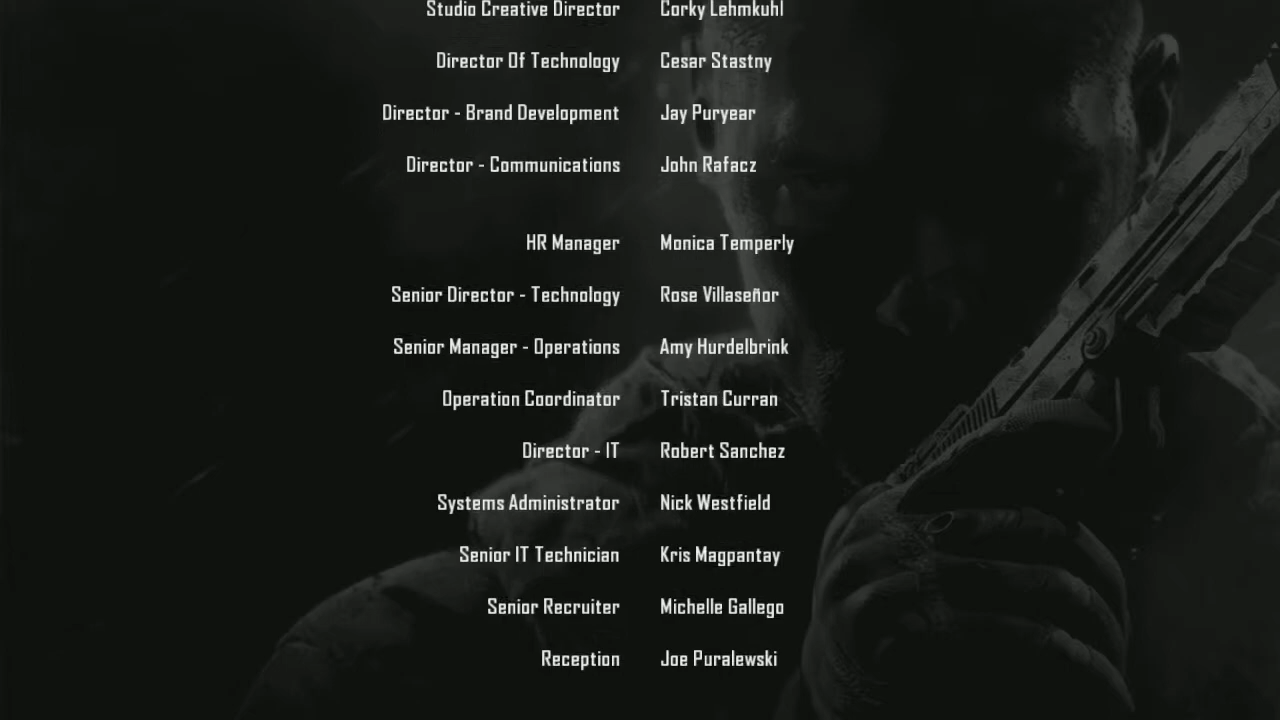 Studio Creative Director Corky Lehmkuhl
Director Of Technology Cesar Stastny
Director - Brand Development Jay Puryear
Director - Communications John Rafacz
HR Manager Monica Temperly
Senior Director - Technology Rose Villaseñor
Senior Manager - Operations Amy Hurdelbrink
Operation Coordinator Tristan Curran
Director - IT Robert Sanchez
Systems Administrator Nick Westfield
Senior IT Technician Kris Magpantay
Senior Recruiter Michelle Gallego
Reception Joe Puralewski